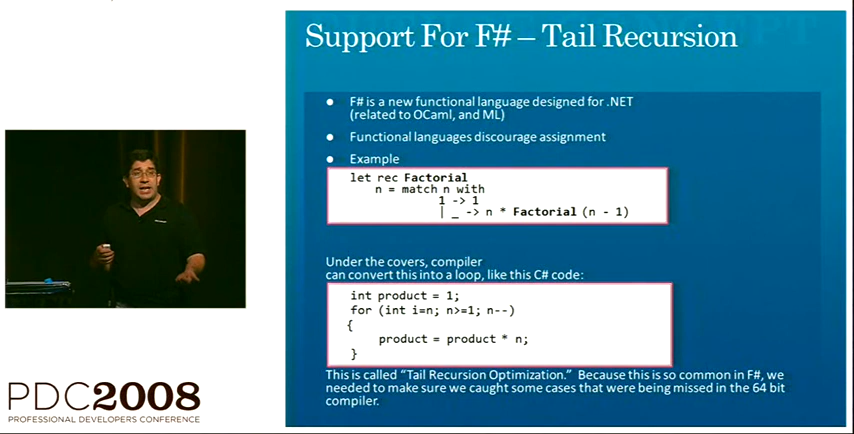 Support For F# – Tail Recursion
● F# is a new functional language designed for .NET
(related to OCaml, and ML)
● Functional languages discourage assignment
● Example
let rec Factorial
n = match n with
1 -> 1
| _ -> n * Factorial (n - 1)
Under the covers, compiler
can convert this into a loop, like this C# code:
int product = 1;
for (int i=n; n>=1; n--)
{
product = product * n;
}
This is called “Tail Recursion Optimization.” Because this is so common in F#, we
needed to make sure we caught some cases that were being missed in the 64 bit
compiler.
PDC2008
PROFESSIONAL DEVELOPERS CONFERENCE